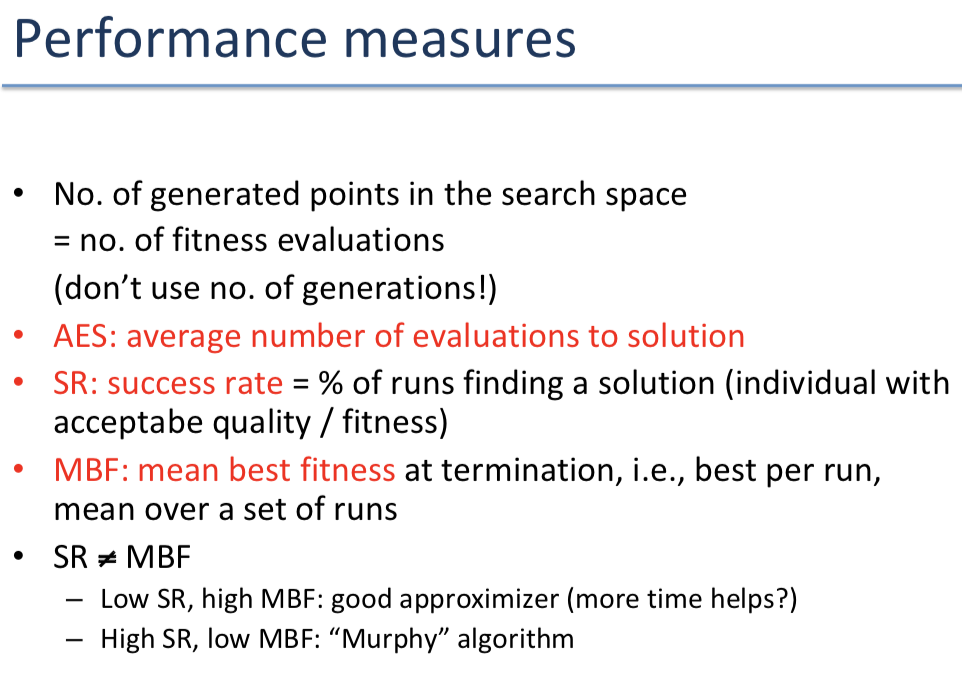 Performance measures
• No. of generated points in the search space
= no. of fitness evaluations
(don’t use no. of generations!)
• AES: average number of evaluations to solution
• SR: success rate = % of runs finding a solution (individual with
acceptabe quality / fitness)
• MBF: mean best fitness at termination, i.e., best per run,
mean over a set of runs
• SR ≠ MBF
– Low SR, high MBF: good approximizer (more time helps?)
– High SR, low MBF: “Murphy” algorithm